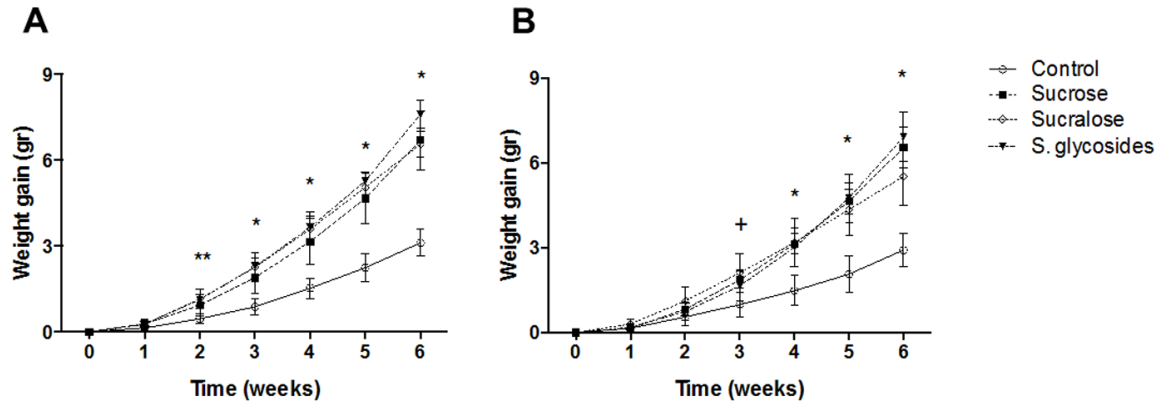 A
B
9
6
3
0
Weight gain (gr)
** * * * *
0 1 2 3 4 5 6
Time (weeks)
9
6
3
0
Weight gain (gr)
+ * * *
0 1 2 3 4 5 6
Time (weeks)
Control
Sucrose
Sucralose
S. glycosides